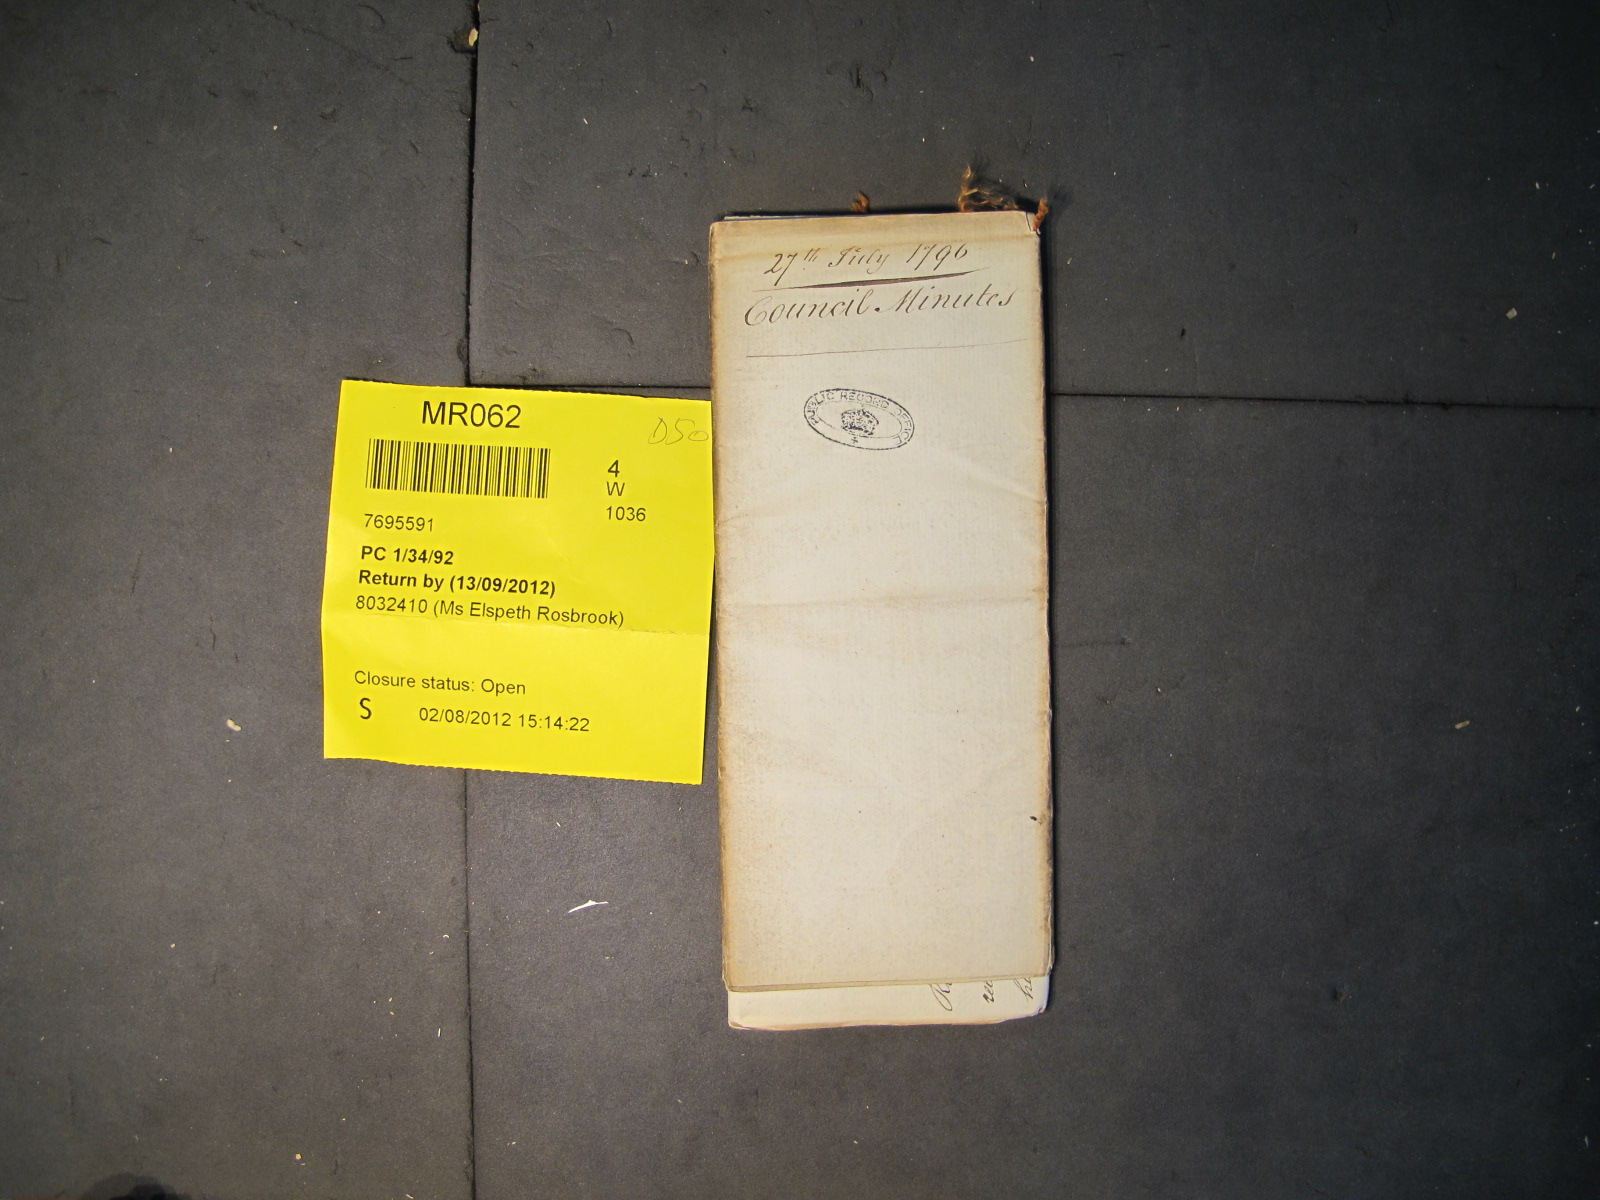 MR062
D50
4
W
1036
7695591
PC 1/34/92
Return by (13/09/2012)
8032410 (Ms Elspeth Rosbrook)
Closure status: Open
S 02/08/2012 15:14:22
27th July 1796
Council Minutes
PUBLIC RECORD OFFICE